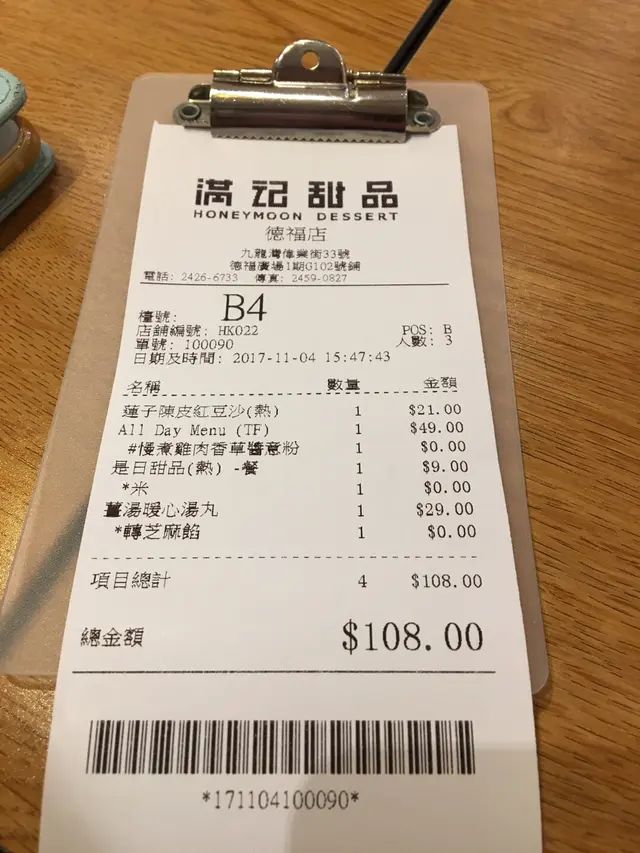 滿记甜品
HONEYMOON DESSERT
德福店
九龍灣偉業街33號
德福廣場1期G102號舖
電話: 2426-6733 傳真: 2459-0827
檯號: B4
店舖編號: HK022 POS: B
單號: 100090 人數: 3
日期及時間: 2017-11-04 15:47:43
名稱 數量 金額
蓮子陳皮紅豆沙(熱) 1 $21.00
All Day Menu (TF) 1 $49.00
#慢煮雞肉香草醬意粉 1 $0.00
是日甜品(熱) -餐 1 $9.00
*米 1 $0.00
薑湯暖心湯丸 1 $29.00
*轉芝麻餡 1 $0.00
項目總計 4 $108.00
總金額 $108.00
*171104100090*